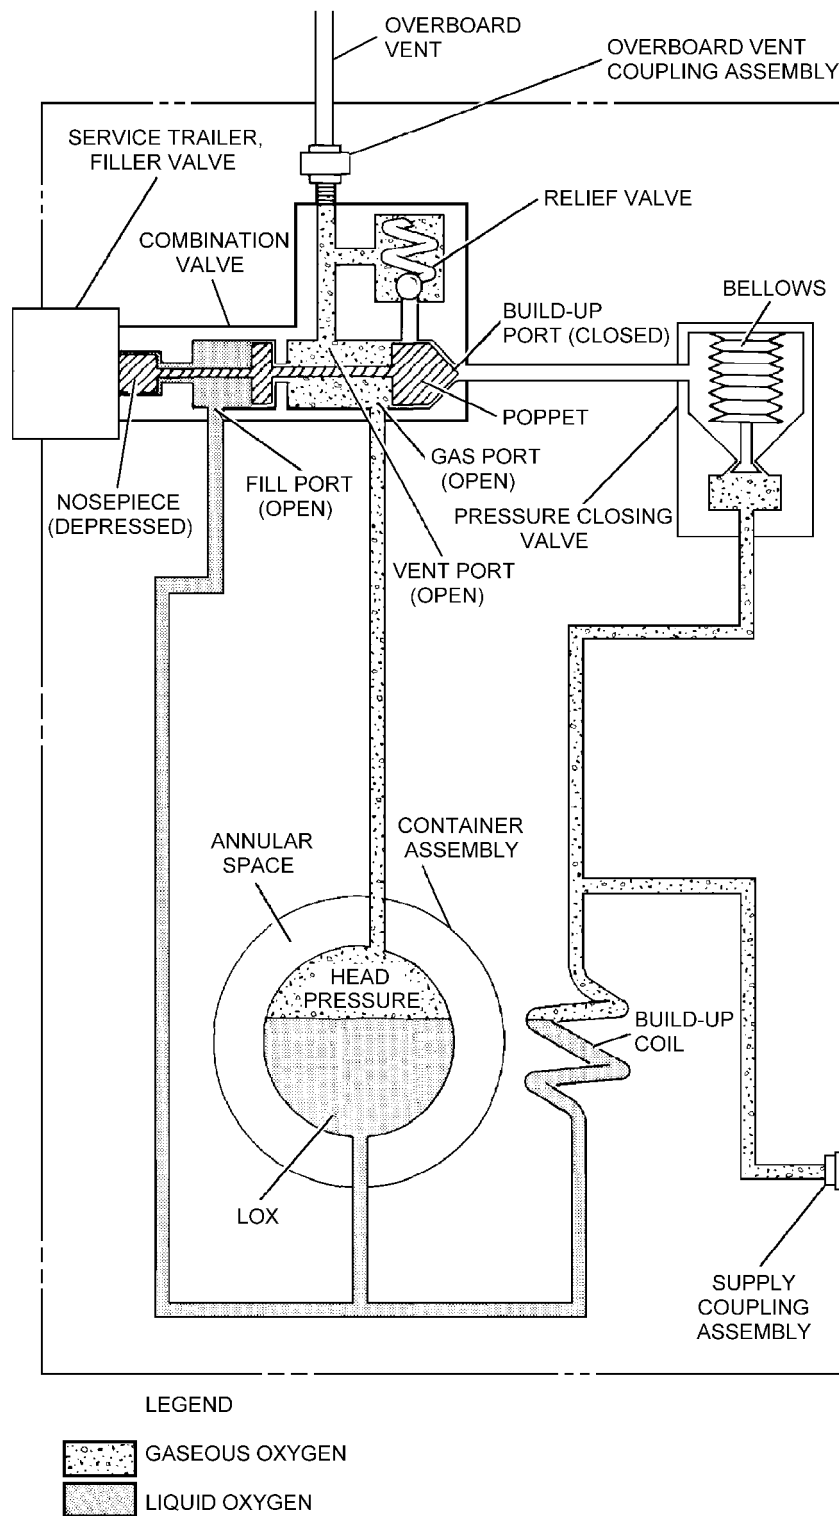 OVERBOARD
VENT
OVERBOARD VENT
COUPLING ASSEMBLY
SERVICE TRAILER,
FILLER VALVE
RELIEF VALVE
COMBINATION
VALVE
BELLOWS
BUILD-UP
PORT (CLOSED)
POPPET
GAS PORT
(OPEN)
FILL PORT
(OPEN)
NOSEPIECE
(DEPRESSED)
PRESSURE CLOSING
VALVE
VENT PORT
(OPEN)
CONTAINER
ASSEMBLY
ANNULAR
SPACE
HEAD
PRESSURE
BUILD-UP
COIL
LOX
SUPPLY
COUPLING
ASSEMBLY
LEGEND
GASEOUS OXYGEN
LIQUID OXYGEN